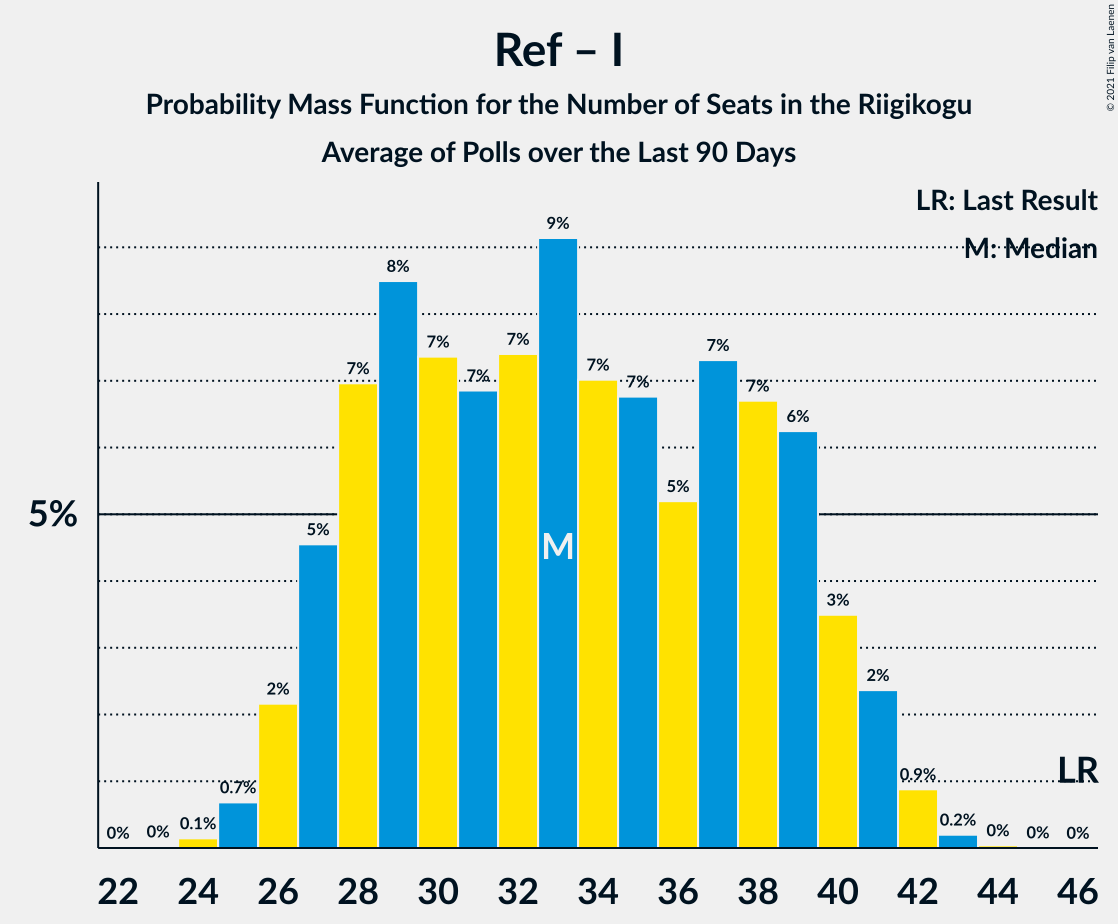 Ref – I
Probability Mass Function for the Number of Seats in the Riigikogu
Average of Polls over the Last 90 Days
© 2021 Filip van Laenen
LR: Last Result
M: Median
5%
0%
0%
0.1%
0.7%
2%
5%
7%
8%
7%
7%
7%
9%
7%
7%
5%
7%
7%
6%
3%
2%
0.9%
0.2%
0%
0%
0%
M
LR
22 24 26 28 30 32 34 36 38 40 42 44 46